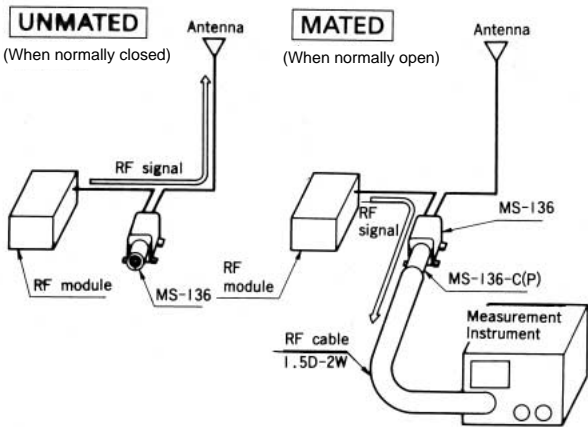 UNMATED
(When normally closed)
Antenna
RF signal
RF module
MS-136
MATED
(When normally open)
Antenna
RF
signal
RF
module
MS-136
MS-136-C(P)
Measurement
Instrument
RF cable
1.5D-2W